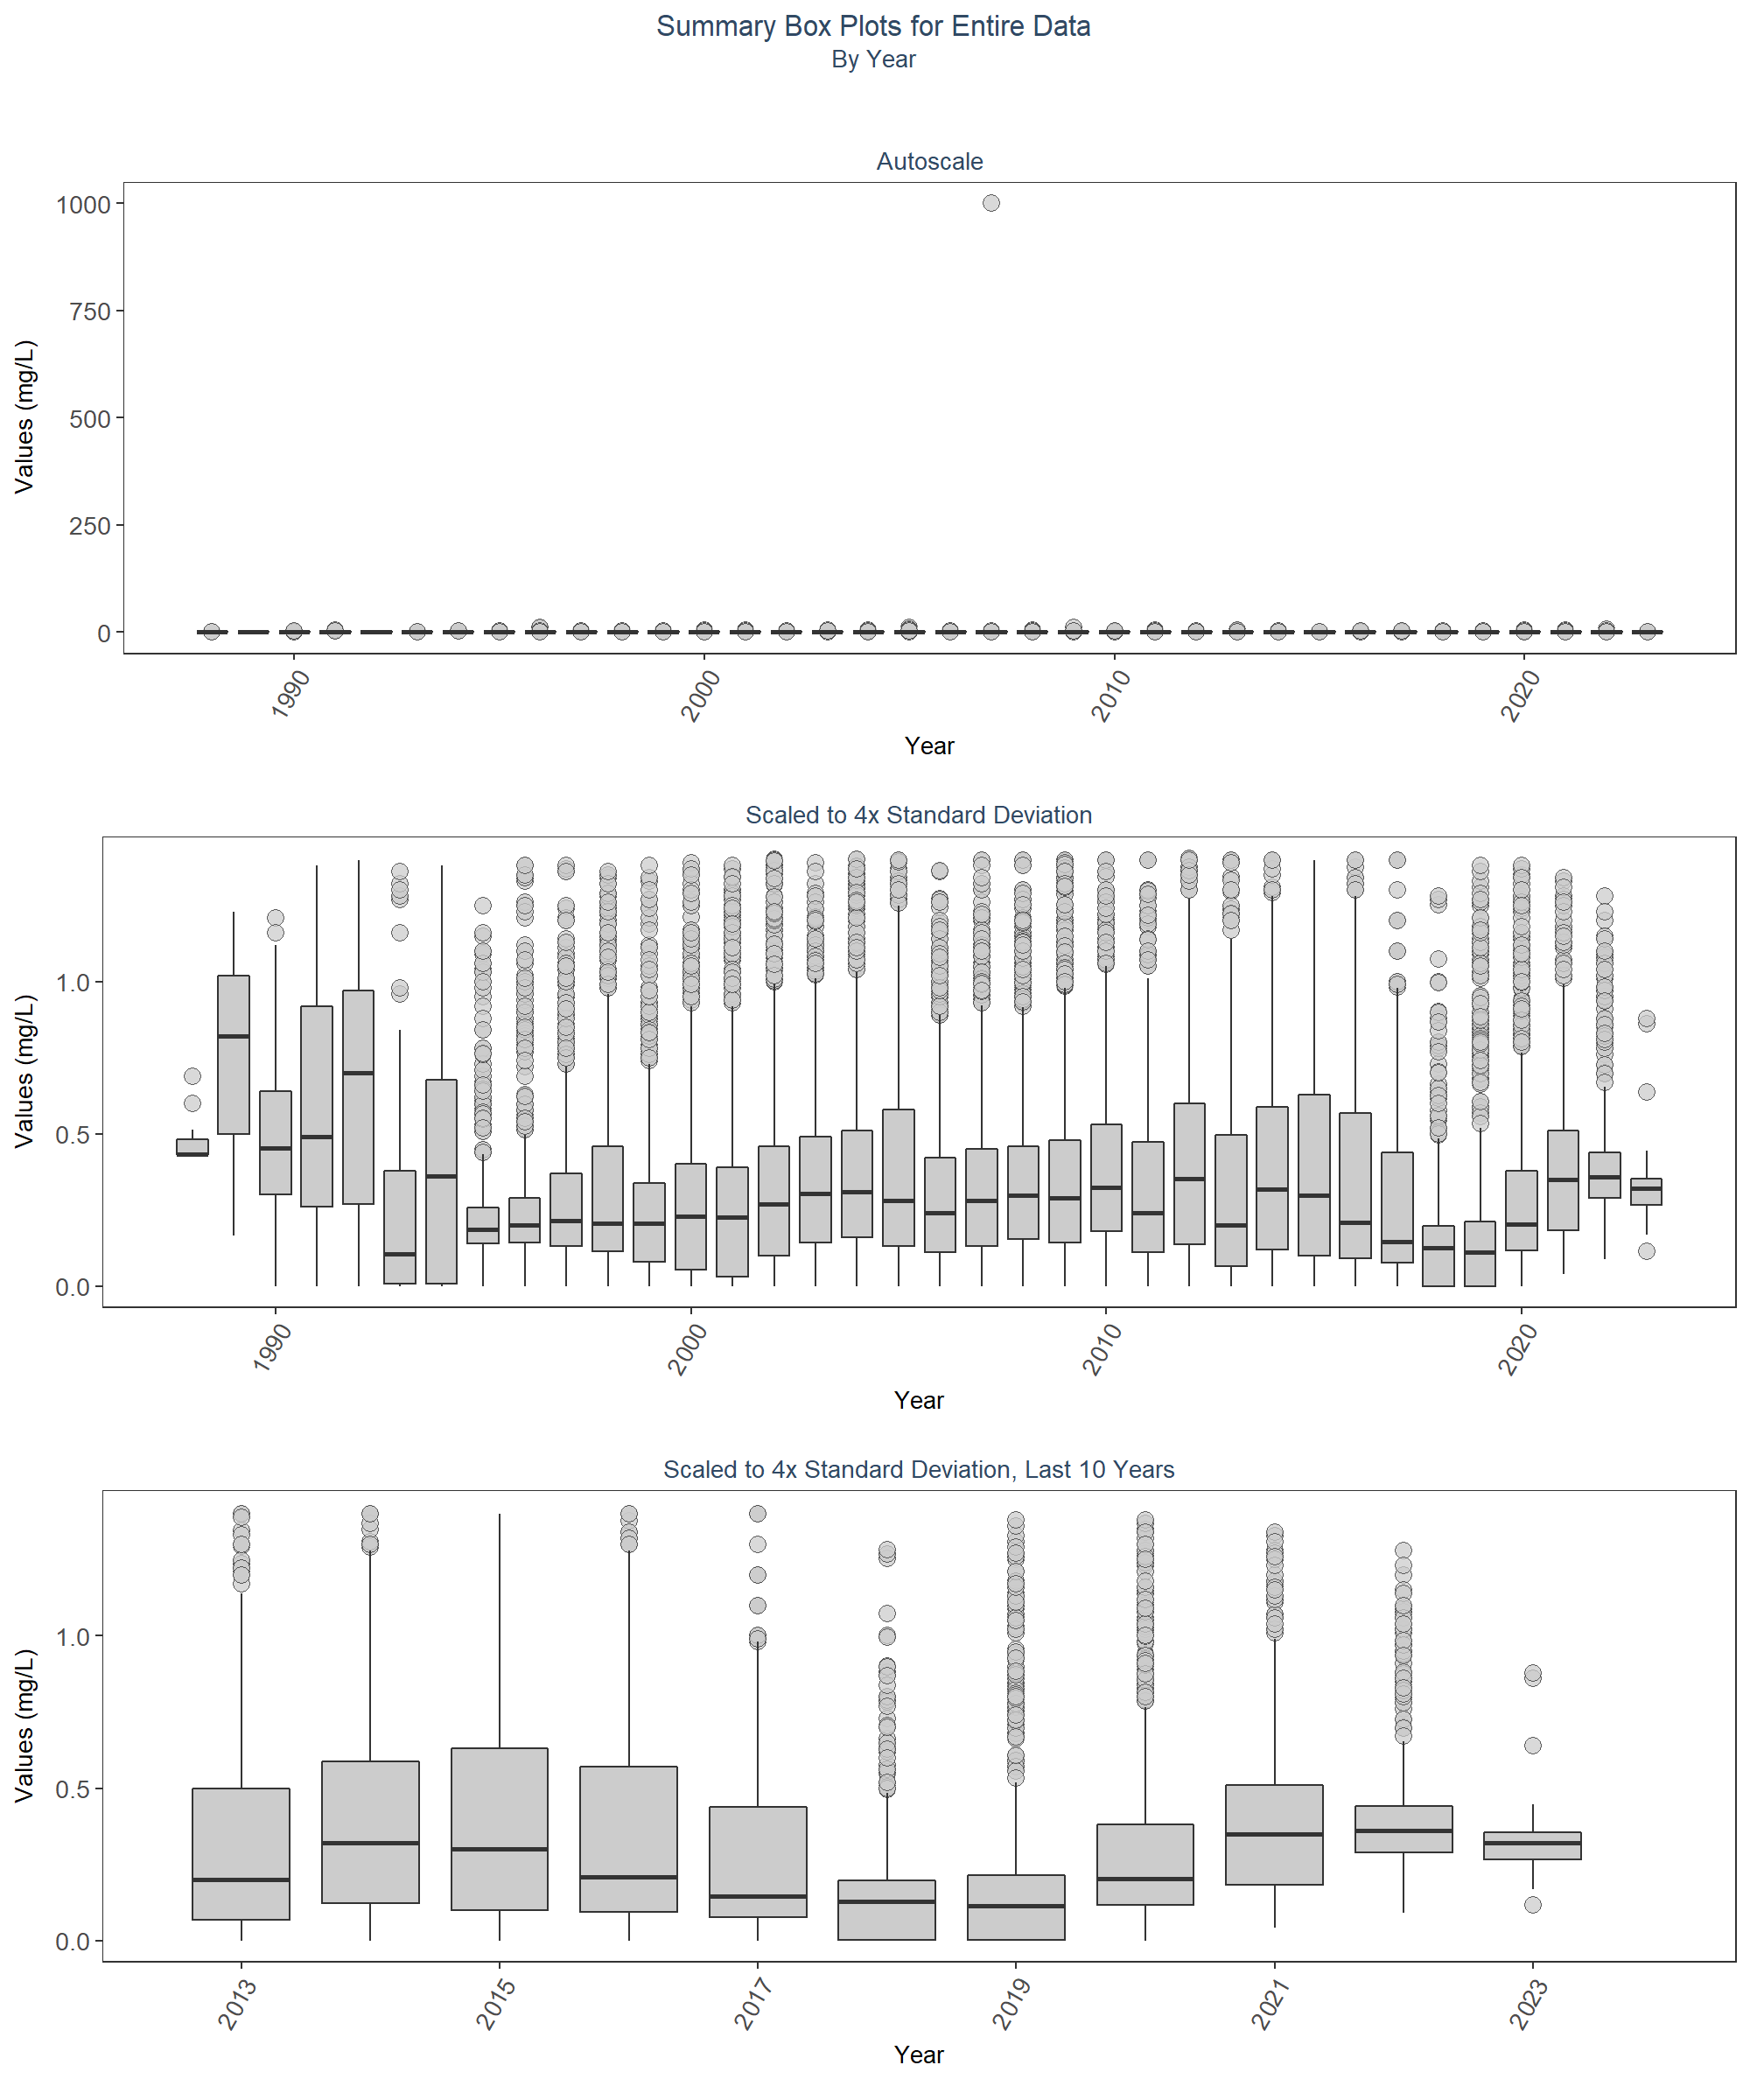 Summary Box Plots for Entire Data
By Year
Autoscale
Values (mg/L)
1000
750
500
250
0
1990
2000
2010
2020
Year
Scaled to 4x Standard Deviation
Values (mg/L)
1.0
0.5
0.0
1990
2000
2010
2020
Year
Scaled to 4x Standard Deviation, Last 10 Years
Values (mg/L)
1.0
0.5
0.0
2013
2015
2017
2019
2021
2023
Year